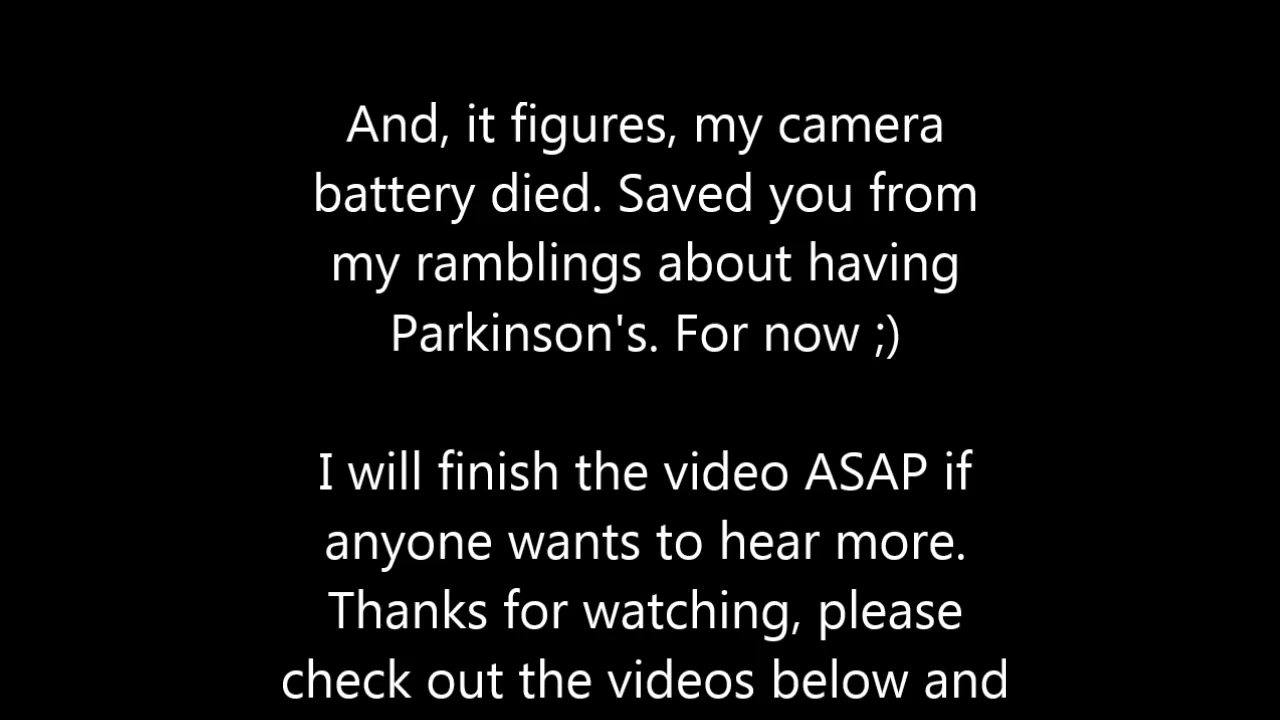 And, it figures, my camera
battery died. Saved you from
my ramblings about having
Parkinson's. For now ;)
I will finish the video ASAP if
anyone wants to hear more.
Thanks for watching, please
check out the videos below and